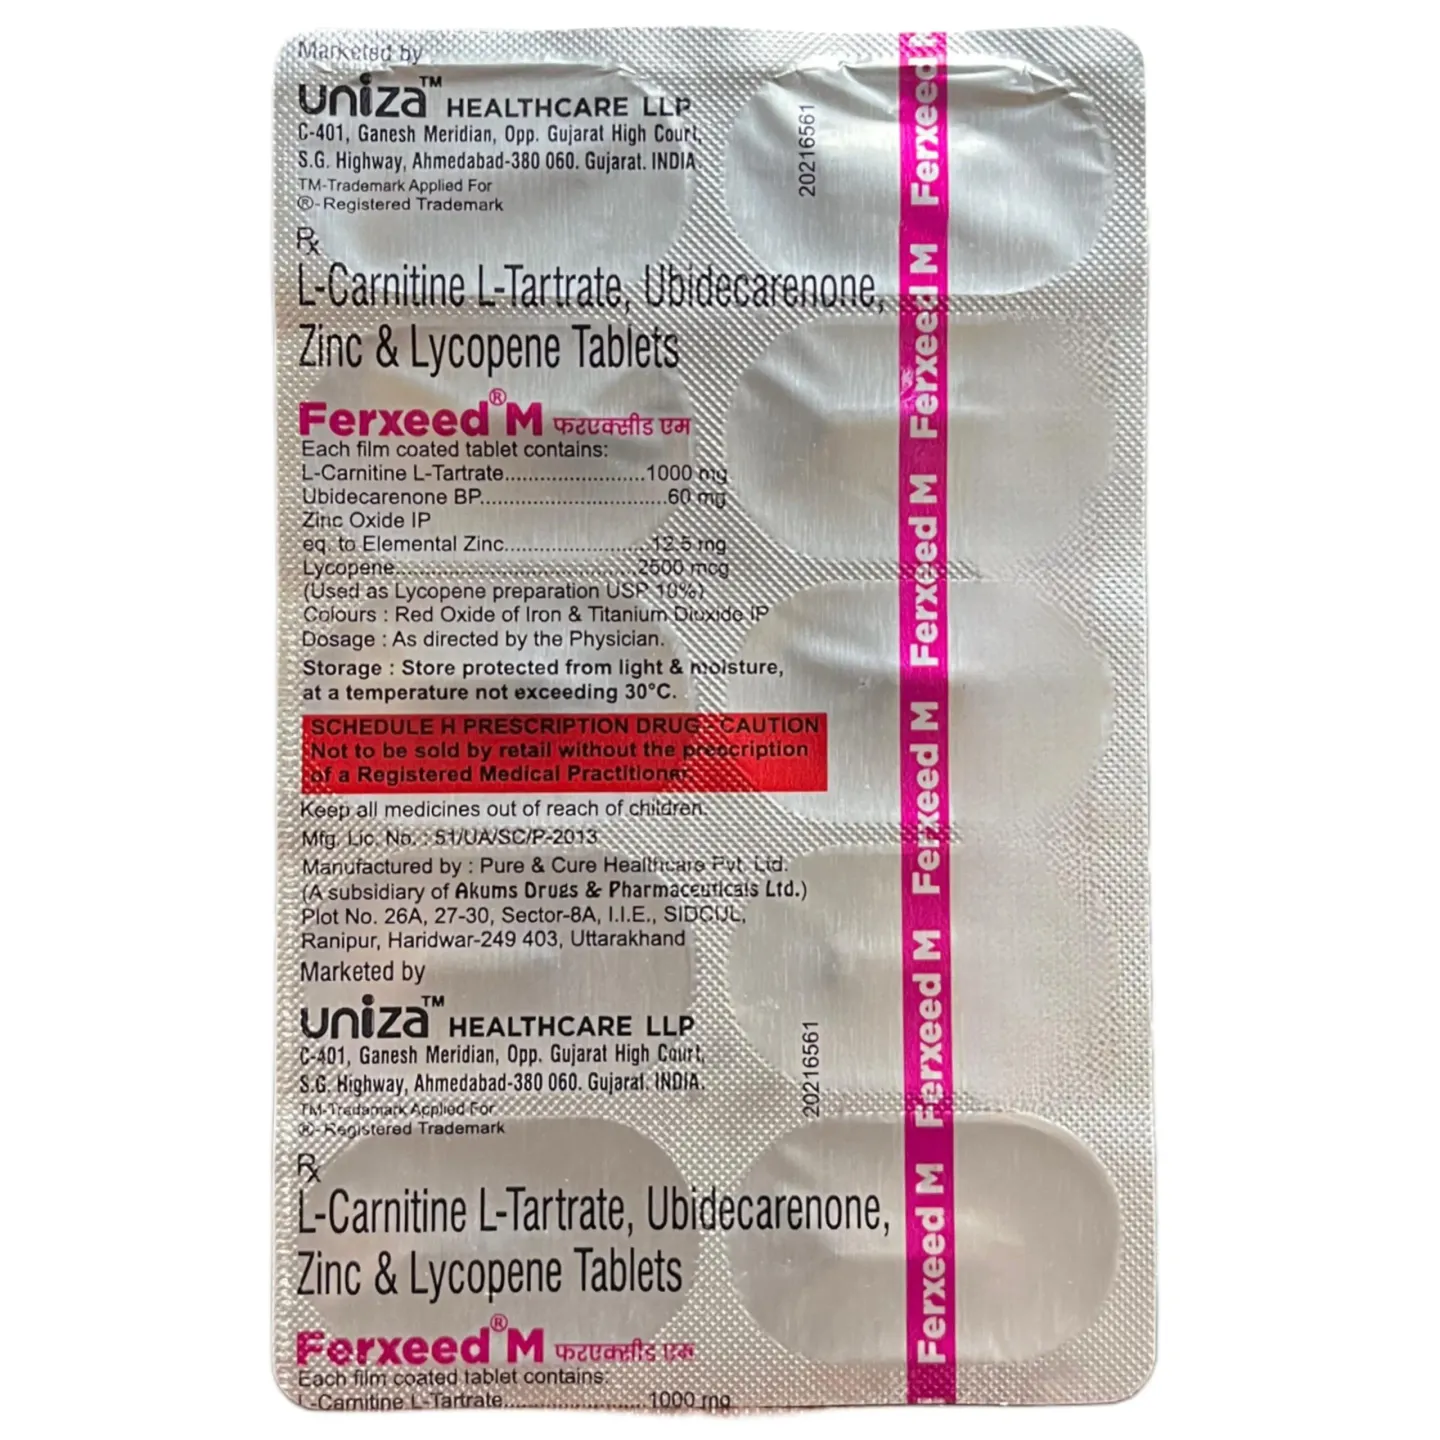 Marketed by
uniza™ HEALTHCARE LLP
C-401, Ganesh Meridian, Opp. Gujarat High Court,
S.G. Highway, Ahmedabad-380 060. Gujarat. INDIA.
TM-Trademark Applied For
®-Registered Trademark
℞
L-Carnitine L-Tartrate, Ubidecarenone,
Zinc & Lycopene Tablets
Ferxeed® M फरएक्सीड एम
Each film coated tablet contains:
L-Carnitine L-Tartrate........................1000 mg
Ubidecarenone BP................................60 mg
Zinc Oxide IP
eq. to Elemental Zinc.........................12.5 mg
Lycopene.........................................2500 mcg
(Used as Lycopene preparation USP 10%)
Colours : Red Oxide of Iron & Titanium Dioxide IP
Dosage : As directed by the Physician.
Storage : Store protected from light & moisture,
at a temperature not exceeding 30°C.
SCHEDULE H PRESCRIPTION DRUG - CAUTION
Not to be sold by retail without the prescription
of a Registered Medical Practitioner.
Keep all medicines out of reach of children.
Mfg. Lic. No. : 51/UA/SC/P-2013
Manufactured by : Pure & Cure Healthcare Pvt. Ltd.
(A subsidiary of Akums Drugs & Pharmaceuticals Ltd.)
Plot No. 26A, 27-30, Sector-8A, I.I.E., SIDCUL,
Ranipur, Haridwar-249 403, Uttarakhand
Marketed by
uniza™ HEALTHCARE LLP
C-401, Ganesh Meridian, Opp. Gujarat High Court,
S.G. Highway, Ahmedabad-380 060. Gujarat. INDIA.
TM-Trademark Applied For
®-Registered Trademark
℞
L-Carnitine L-Tartrate, Ubidecarenone,
Zinc & Lycopene Tablets
Ferxeed® M फरएक्सीड एम
Each film coated tablet contains:
L-Carnitine L-Tartrate........................1000 mg
20216561
20216561
Ferxeed M
Ferxeed M
Ferxeed M
Ferxeed M
Ferxeed M
Ferxeed M